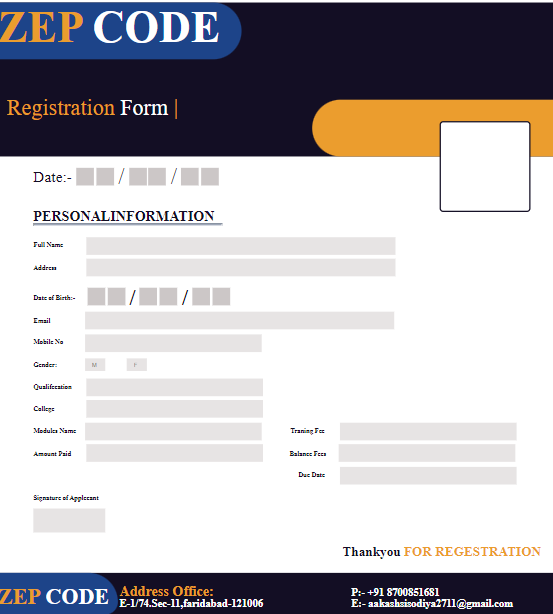 ZEP CODE
Registration Form |
Date:- / /
PERSONALINFORMATION
Full Name
Address
Date of Birth:- / /
Email
Mobile No
Gender: M F
Qualifecation
College
Modules Name Traning Fee
Amount Paid Balance Fees
Due Date
Signature of Applecant
Thankyou FOR REGESTRATION
ZEP CODE
Address Office: P:- +91 8700851681
E-1/74.Sec-11,faridabad-121006 E:- aakashsisodiya2711@gmail.com